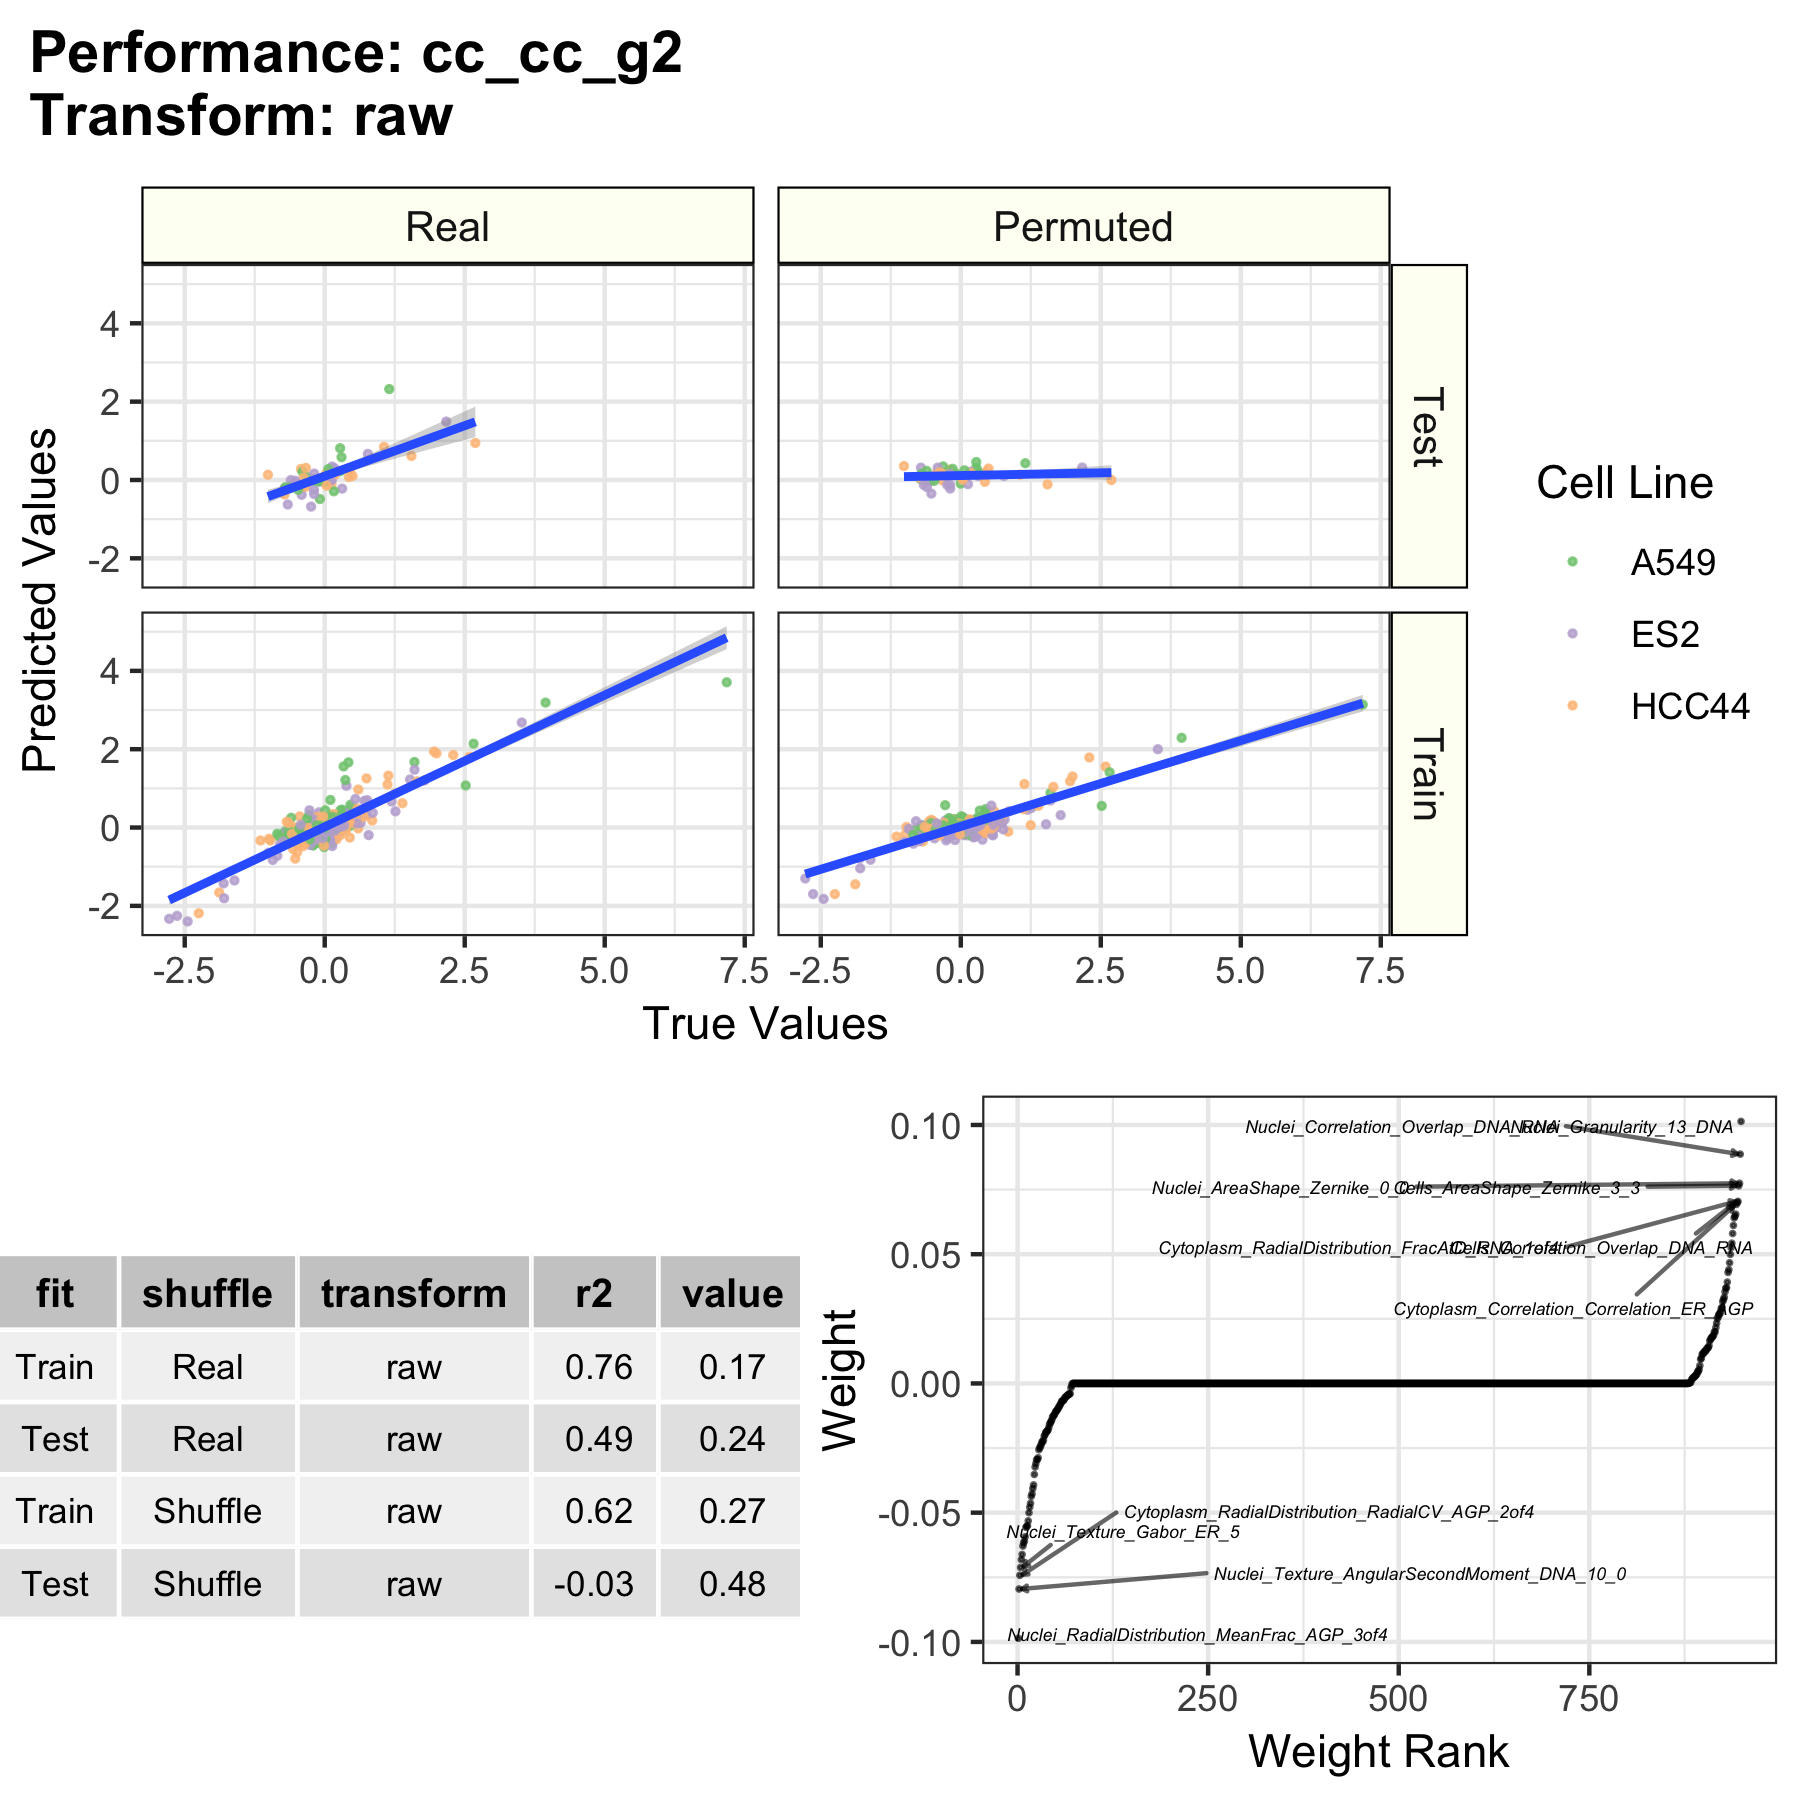 Performance: cc_cc_g2
Transform: raw
Real
Permuted
Test
Train
4
2
0
-2
4
2
0
-2
Predicted Values
-2.5
0.0
2.5
5.0
7.5
-2.5
0.0
2.5
5.0
7.5
True Values
Cell Line
A549
ES2
HCC44
fit shuffle transform r2 value
Train Real raw 0.76 0.17
Test Real raw 0.49 0.24
Train Shuffle raw 0.62 0.27
Test Shuffle raw -0.03 0.48
Weight
0.10
0.05
0.00
-0.05
-0.10
Nuclei_Correlation_Overlap_DNA_RNA
Nuclei_Granularity_13_DNA
Nuclei_AreaShape_Zernike_0_0
Cells_AreaShape_Zernike_3_3
Cytoplasm_RadialDistribution_FracAtD_RNA_1of4
Cells_Correlation_Overlap_DNA_RNA
Cytoplasm_Correlation_Correlation_ER_AGP
Cytoplasm_RadialDistribution_RadialCV_AGP_2of4
Nuclei_Texture_Gabor_ER_5
Nuclei_Texture_AngularSecondMoment_DNA_10_0
Nuclei_RadialDistribution_MeanFrac_AGP_3of4
0
250
500
750
Weight Rank